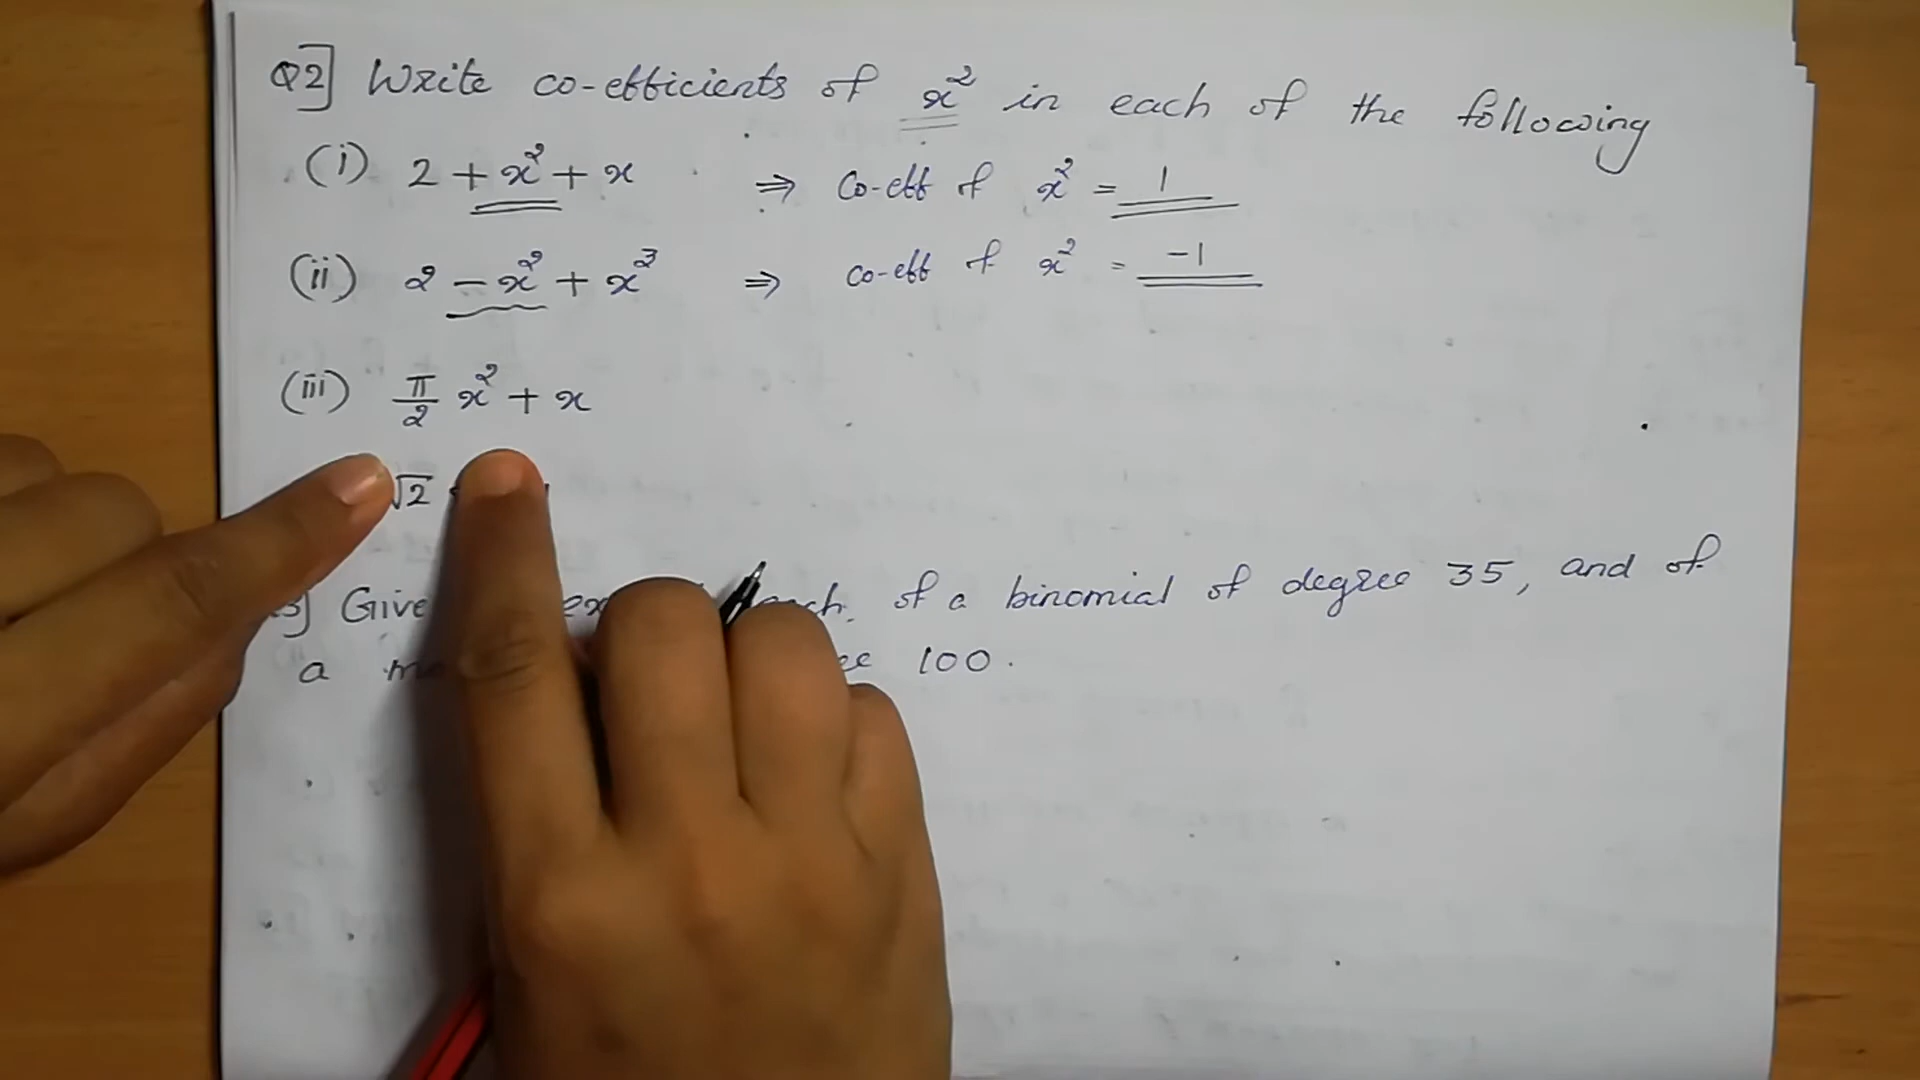 Q2] Write co-efficients of x² in each of the following
(i) 2 + x² + x ⇒ Co-eff of x² = 1
(ii) 2 - x² + x³ ⇒ co-eff of x² = -1
(iii) π/2 x² + x
√2
3] Give each of a binomial of degree 35, and of
a 100.